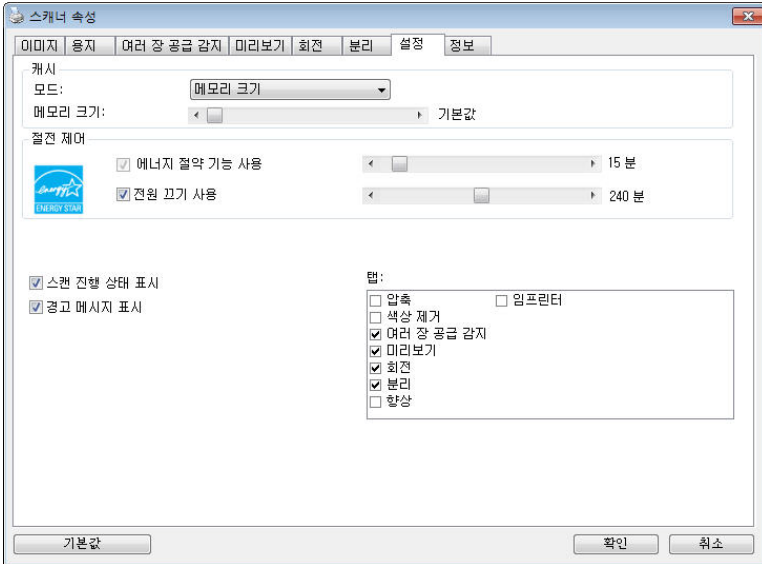 스캐너 속성
이미지 용지 여러 장 공급 감지 미리보기 회전 분리 설정 정보
캐시
모드: 메모리 크기
메모리 크기: 기본값
절전 제어
에너지 절약 기능 사용 15 분
전원 끄기 사용 240 분
energy
ENERGY STAR
스캔 진행 상태 표시
경고 메시지 표시
탭:
압축 임프린터
색상 제거
여러 장 공급 감지
미리보기
회전
분리
향상
기본값 확인 취소